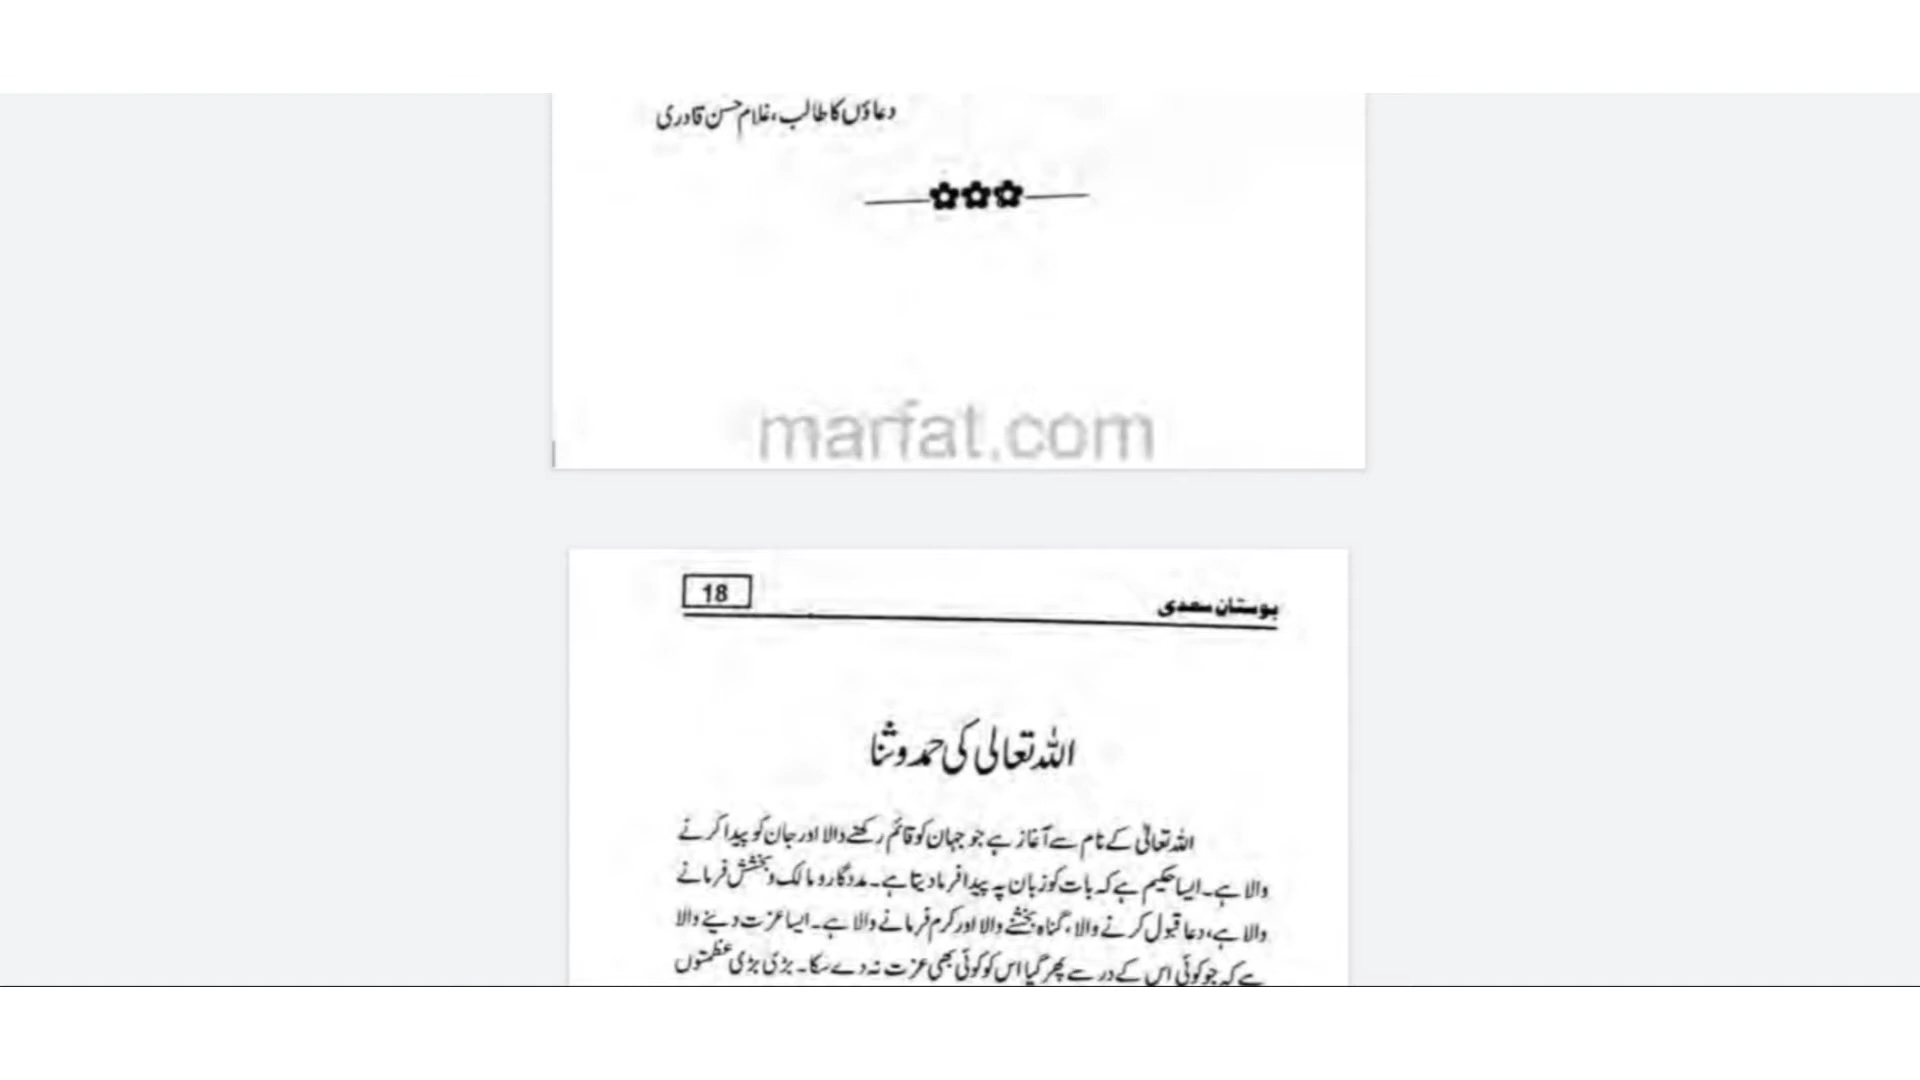 دعاؤں کا طالب، غلام حسن قادری
marfat.com
بوستان سعدی
18
اللہ تعالی کی حمد و ثنا
اللہ تعالیٰ کے نام سے آغاز ہے جو جہان کو قائم رکھنے والا اور جان کو پیدا کرنے
والا ہے۔ ایسا حکیم ہے کہ بات کو زبان پہ پیدا فرما دیتا ہے۔ مددگار و مالک و بخشش فرمانے
والا ہے، دعا قبول کرنے والا، گناہ بخشنے والا اور کرم فرمانے والا ہے۔ ایسا عزت دینے والا
ہے کہ جو کوئی اس کے در سے پھر گیا اس کو کوئی بھی عزت نہ دے سکا۔ بڑی بڑی عظمتوں